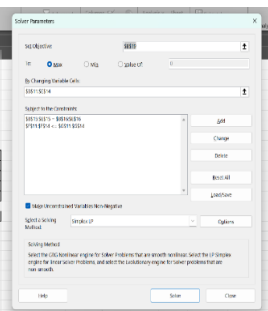 Solver Parameters
Set Objective:
To: Max Min Value Of: 0
By Changing Variable Cells:
Subject to the Constraints:
Add
Change
Delete
Reset All
Load/Save
Make Unconstrained Variables Non-Negative
Select a Solving Method: Simplex LP Options
Solving Method
Select the GRG Nonlinear engine for Solver Problems that are smooth nonlinear. Select the LP Simplex
engine for linear Solver Problems, and select the Evolutionary engine for Solver problems that are
non-smooth.
Help Solve Close